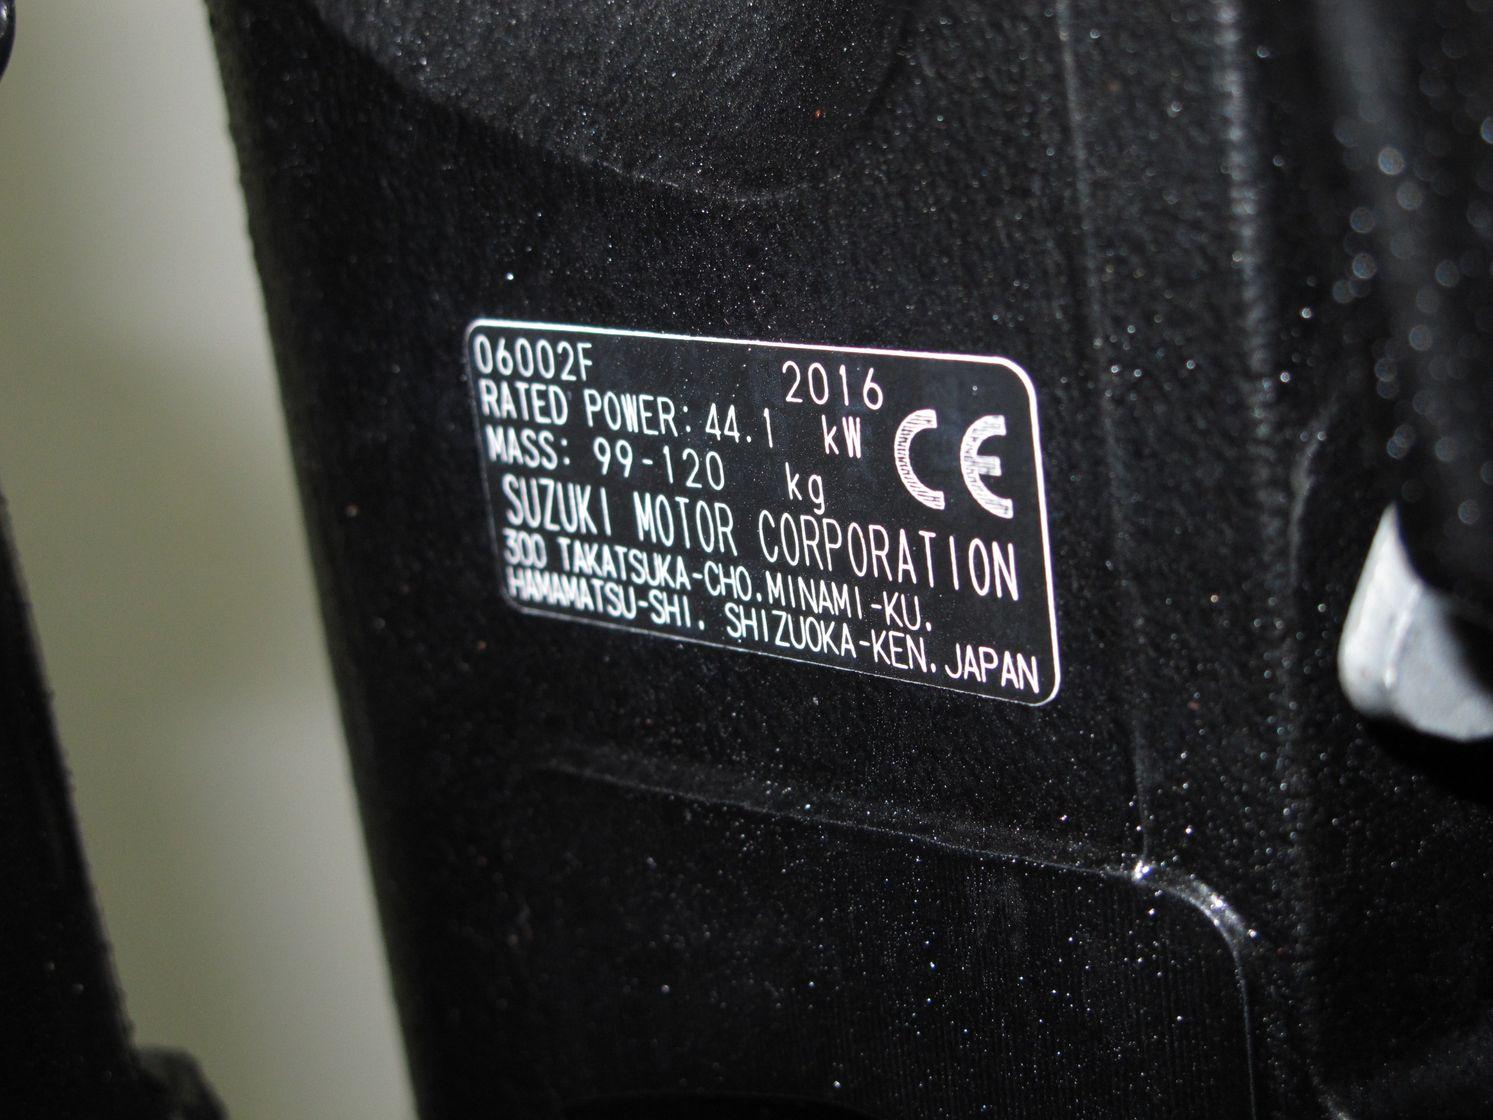 06002F 2016
RATED POWER: 44.1 kW
MASS: 99-120 kg
CE
SUZUKI MOTOR CORPORATION
300 TAKATSUKA-CHO.MINAMI-KU.
HAMAMATSU-SHI. SHIZUOKA-KEN.JAPAN